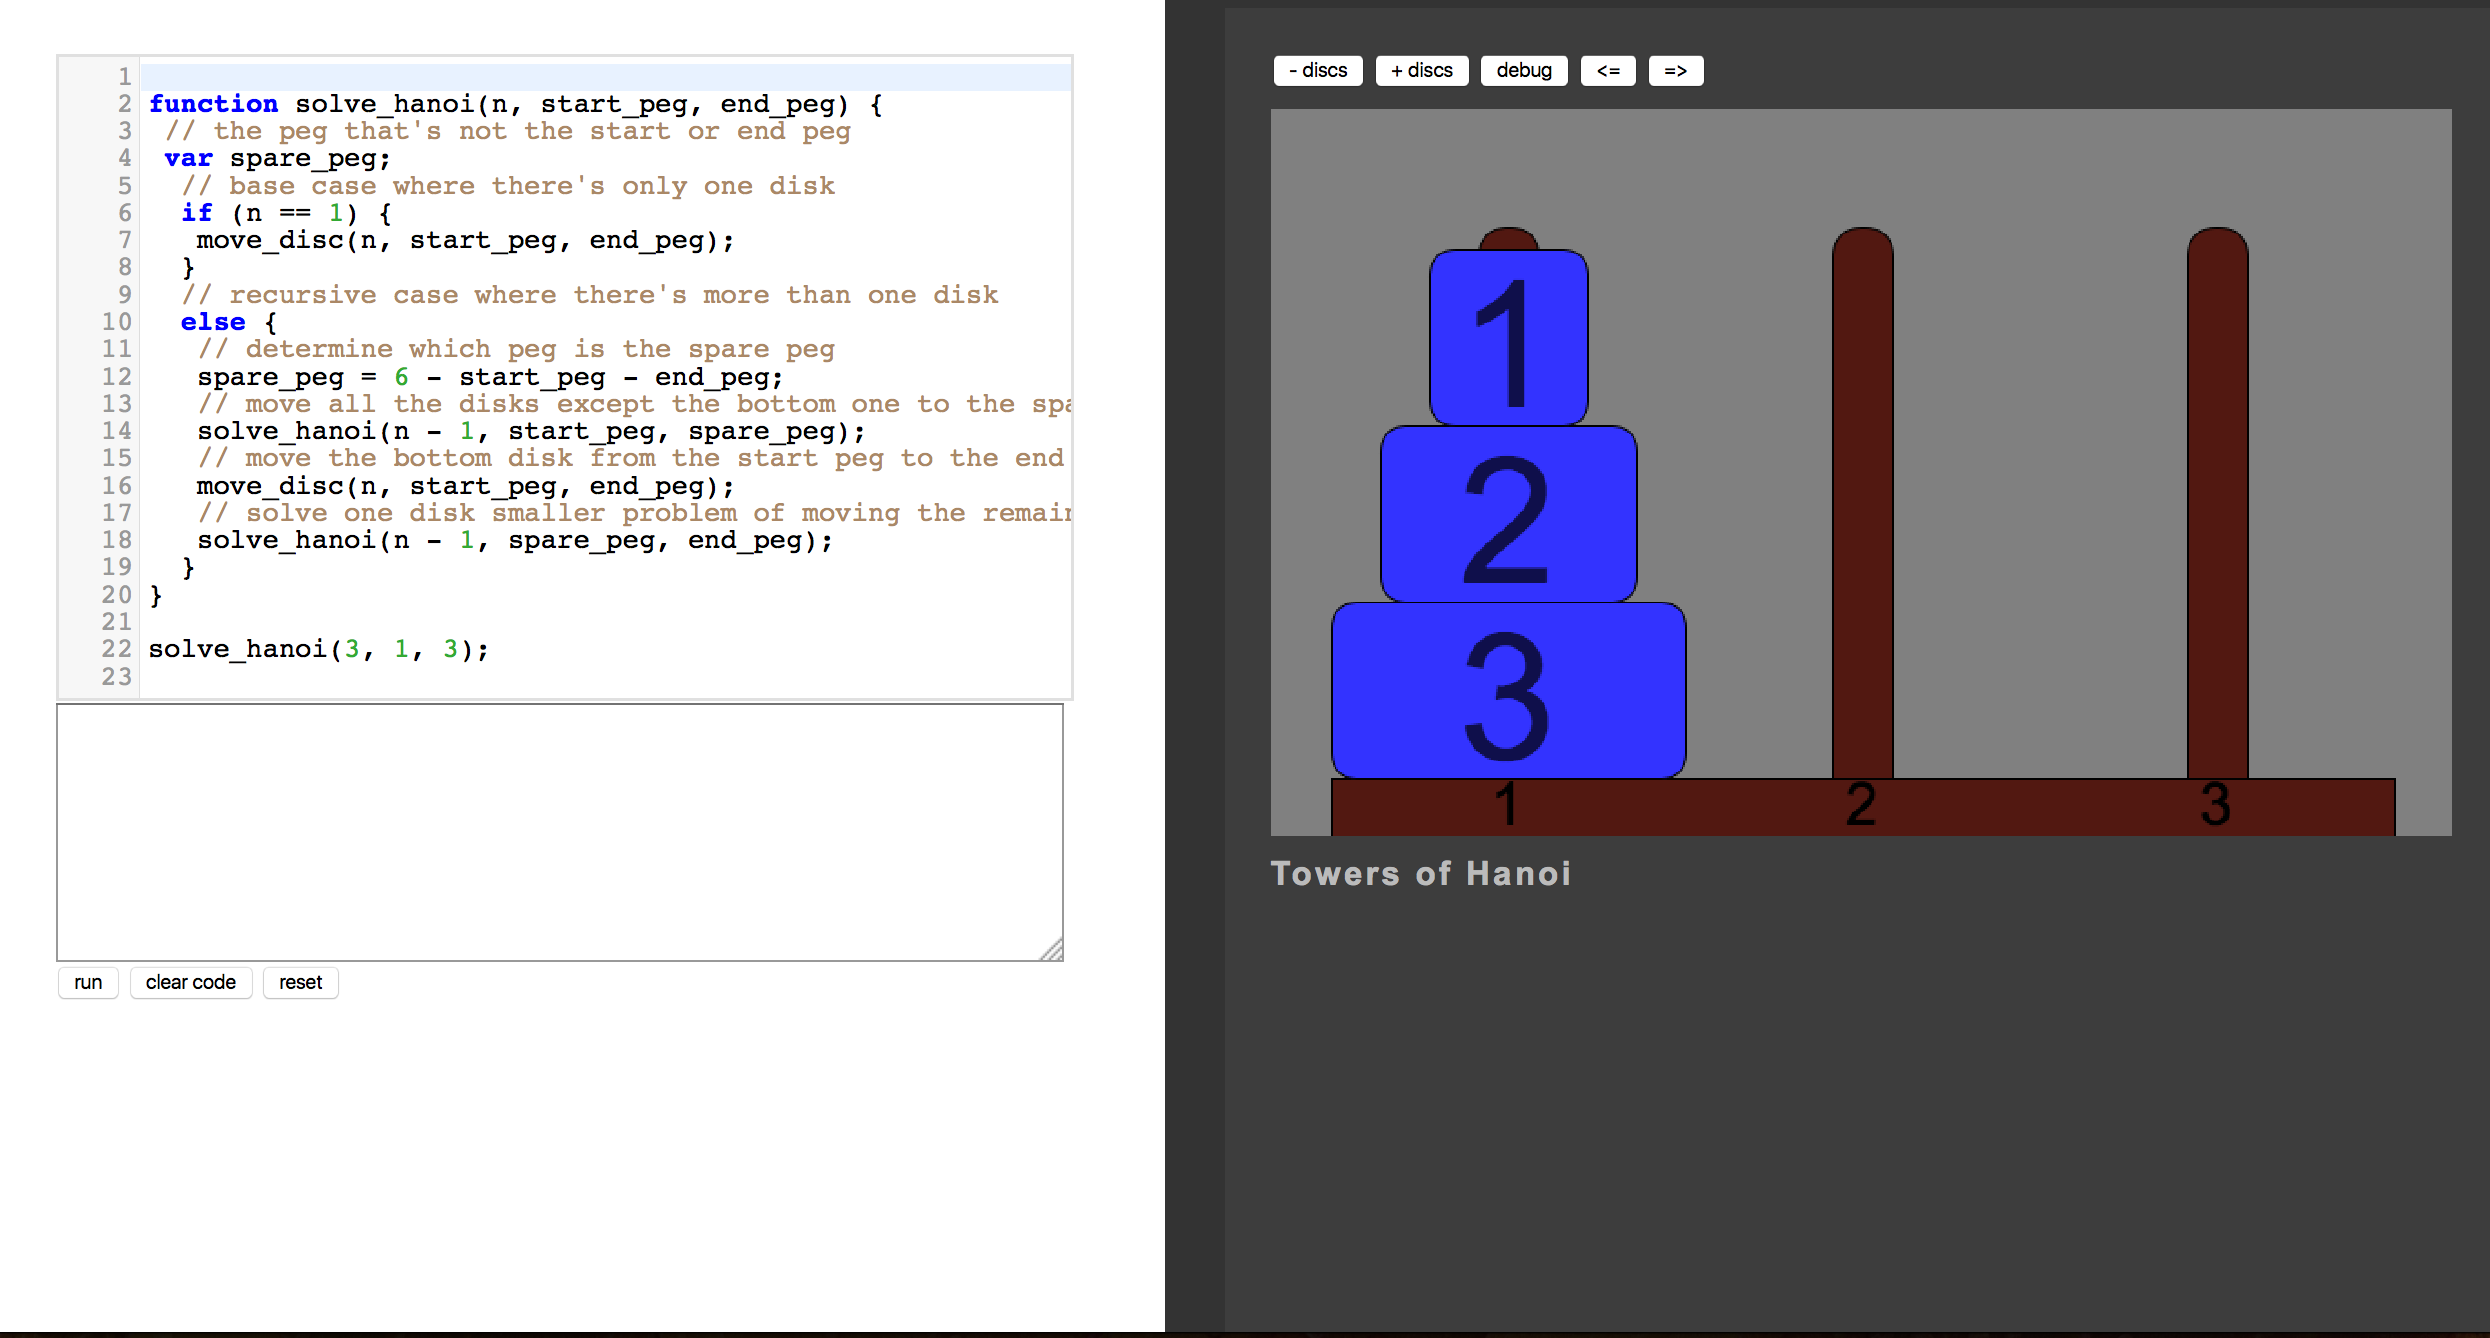 1
2 function solve_hanoi(n, start_peg, end_peg) {
3 // the peg that's not the start or end peg
4 var spare_peg;
5 // base case where there's only one disk
6 if (n == 1) {
7 move_disc(n, start_peg, end_peg);
8 }
9 // recursive case where there's more than one disk
10 else {
11 // determine which peg is the spare peg
12 spare_peg = 6 - start_peg - end_peg;
13 // move all the disks except the bottom one to the
14 solve_hanoi(n - 1, start_peg, spare_peg);
15 // move the bottom disk from the start peg to the end
16 move_disc(n, start_peg, end_peg);
17 // solve one disk smaller problem of moving the
18 solve_hanoi(n - 1, spare_peg, end_peg);
19 }
20 }
21
22 solve_hanoi(3, 1, 3);
23
run clear code reset
- discs + discs debug <= =>
1
2
3
1 2 3
Towers of Hanoi